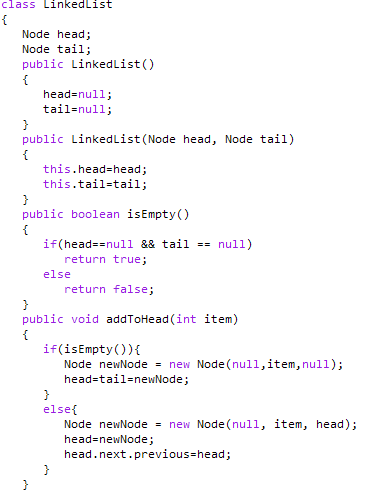 class LinkedList
{
   Node head;
   Node tail;
   public LinkedList()
   {
      head=null;
      tail=null;
   }
   public LinkedList(Node head, Node tail)
   {
      this.head=head;
      this.tail=tail;
   }
   public boolean isEmpty()
   {
      if(head==null && tail == null)
         return true;
      else
         return false;
   }
   public void addToHead(int item)
   {
      if(isEmpty()){
         Node newNode = new Node(null,item,null);
         head=tail=newNode;
      }
      else{
         Node newNode = new Node(null, item, head);
         head=newNode;
         head.next.previous=head;
      }
   }